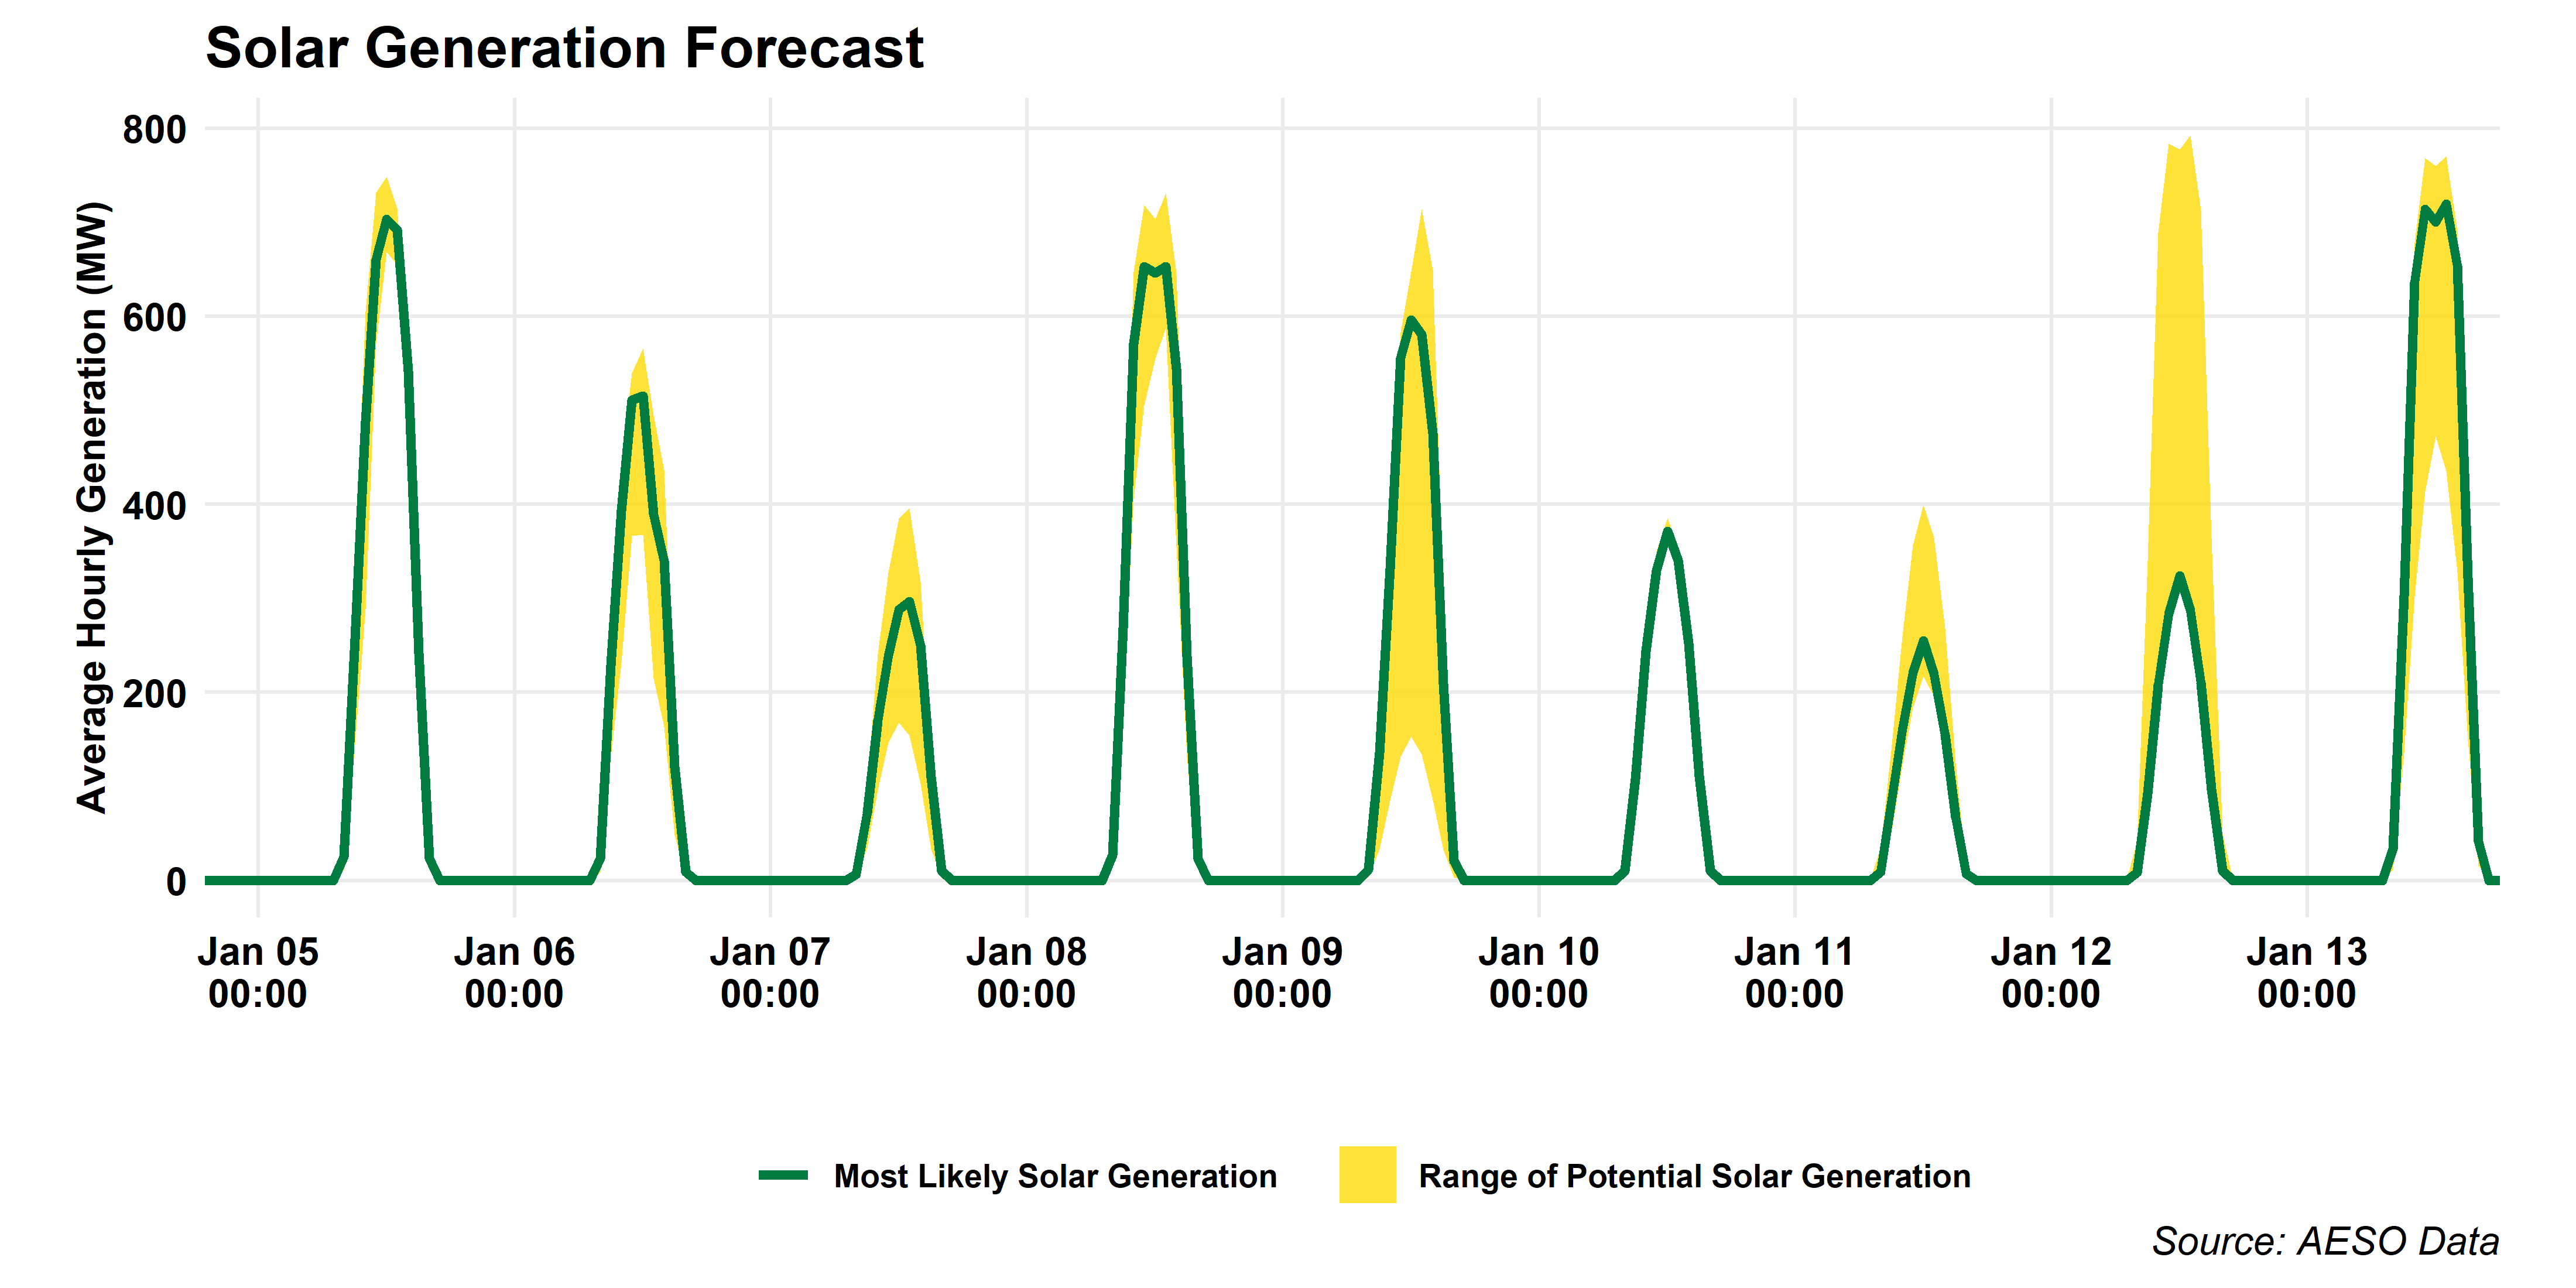 Solar Generation Forecast
Average Hourly Generation (MW)
800
600
400
200
0
Jan 05 Jan 06 Jan 07 Jan 08 Jan 09 Jan 10 Jan 11 Jan 12 Jan 13
00:00 00:00 00:00 00:00 00:00 00:00 00:00 00:00 00:00
Most Likely Solar Generation Range of Potential Solar Generation
Source: AESO Data